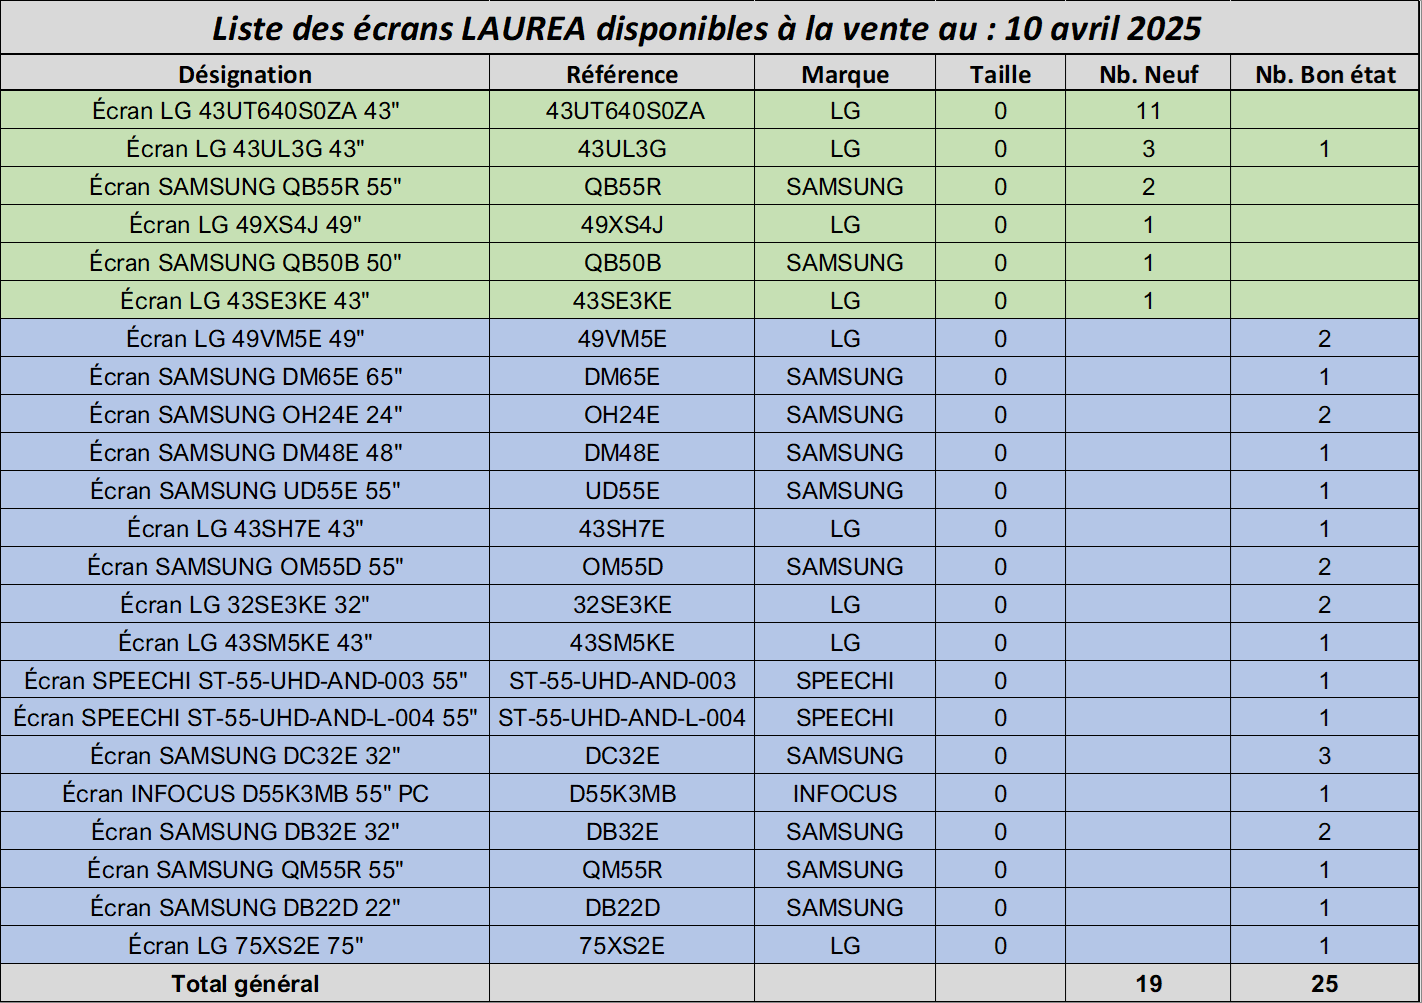 Liste des écrans LAUREA disponibles à la vente au : 10 avril 2025
Désignation Référence Marque Taille Nb. Neuf Nb. Bon état
Écran LG 43UT640S0ZA 43" 43UT640S0ZA LG 0 11
Écran LG 43UL3G 43" 43UL3G LG 0 3 1
Écran SAMSUNG QB55R 55" QB55R SAMSUNG 0 2
Écran LG 49XS4J 49" 49XS4J LG 0 1
Écran SAMSUNG QB50B 50" QB50B SAMSUNG 0 1
Écran LG 43SE3KE 43" 43SE3KE LG 0 1
Écran LG 49VM5E 49" 49VM5E LG 0 2
Écran SAMSUNG DM65E 65" DM65E SAMSUNG 0 1
Écran SAMSUNG OH24E 24" OH24E SAMSUNG 0 2
Écran SAMSUNG DM48E 48" DM48E SAMSUNG 0 1
Écran SAMSUNG UD55E 55" UD55E SAMSUNG 0 1
Écran LG 43SH7E 43" 43SH7E LG 0 1
Écran SAMSUNG OM55D 55" OM55D SAMSUNG 0 2
Écran LG 32SE3KE 32" 32SE3KE LG 0 2
Écran LG 43SM5KE 43" 43SM5KE LG 0 1
Écran SPEECHI ST-55-UHD-AND-003 55" ST-55-UHD-AND-003 SPEECHI 0 1
Écran SPEECHI ST-55-UHD-AND-L-004 55" ST-55-UHD-AND-L-004 SPEECHI 0 1
Écran SAMSUNG DC32E 32" DC32E SAMSUNG 0 3
Écran INFOCUS D55K3MB 55" PC D55K3MB INFOCUS 0 1
Écran SAMSUNG DB32E 32" DB32E SAMSUNG 0 2
Écran SAMSUNG QM55R 55" QM55R SAMSUNG 0 1
Écran SAMSUNG DB22D 22" DB22D SAMSUNG 0 1
Écran LG 75XS2E 75" 75XS2E LG 0 1
Total général 19 25